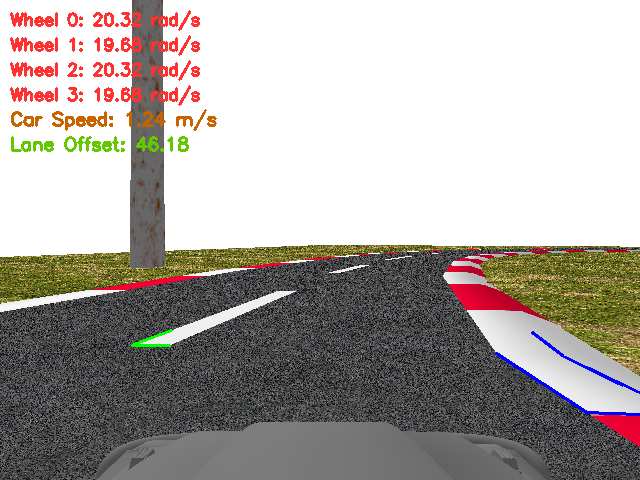 Wheel 0: 20.32 rad/s
Wheel 1: 19.68 rad/s
Wheel 2: 20.32 rad/s
Wheel 3: 19.68 rad/s
Car Speed: 1.24 m/s
Lane Offset: 46.18